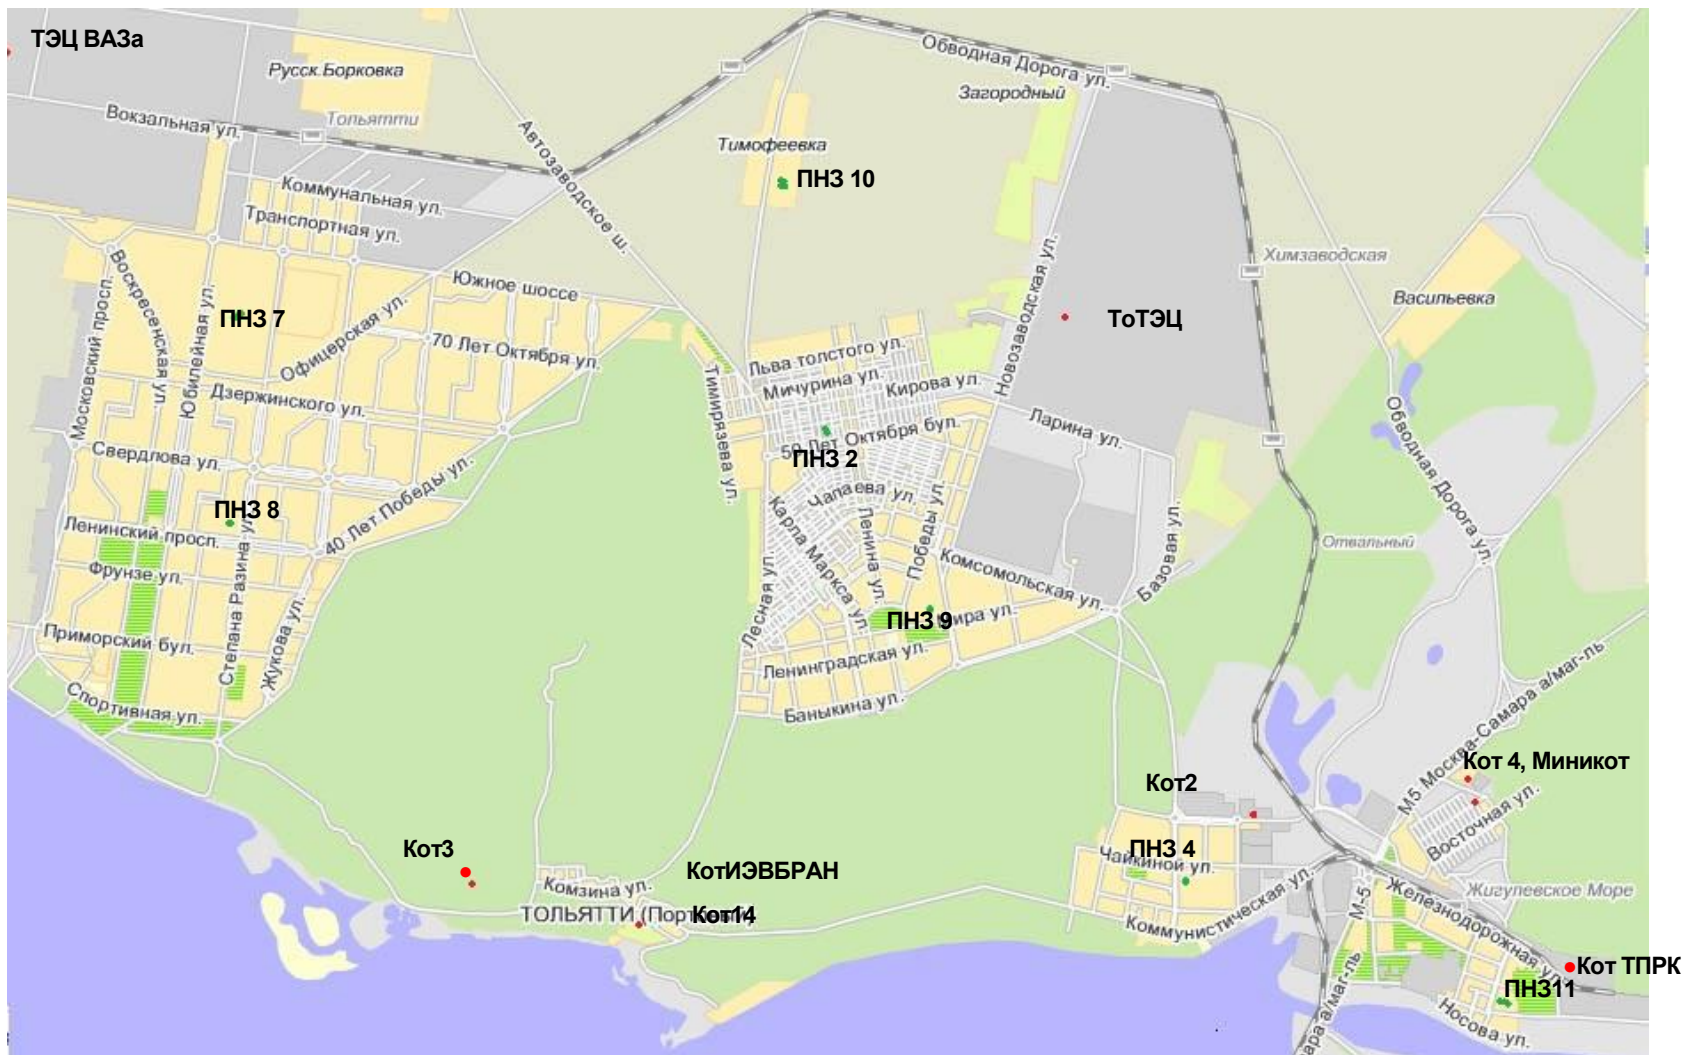 ТЭЦ ВАЗа
Русск.Борковка
Обводная Дорога ул.
Загородный
Вокзальная ул.
Тольятти
Автозаводское ш.
Тимофеевка
ПНЗ 10
Коммунальная ул.
Транспортная ул.
Воскресенская ул.
Южное шоссе
Новозаводская ул.
Химзаводская
Васильевка
Московский просп.
Юбилейная ул.
ПНЗ 7
Офицерская ул.
70 Лет Октября ул.
ТоТЭЦ
Льва толстого ул.
Мичурина ул.
Кирова ул.
Тимирязева ул.
Дзержинского ул.
Ларина ул.
Обводная Дорога ул.
50 Лет Октября бул.
ПНЗ 2
Свердлова ул.
40 Лет Победы ул.
Чапаева ул.
ПНЗ 8
Ленинский просп.
Карла Маркса ул.
Ленина ул.
Победы ул.
Базовая ул.
Отвальный
Фрунзе ул.
Степана Разина ул.
Жукова ул.
Лесная ул.
Комсомольская ул.
ПНЗ 9
Мира ул.
Приморский бул.
Ленинградская ул.
Спортивная ул.
Баныкина ул.
М5 Москва-Самара а/маг-ль
Кот 4, Миникот
Кот2
Восточная ул.
Кот3
КотИЭВБРАН
ПНЗ 4
Чайкиной ул.
Комзина ул.
Жигулевское Море
ТОЛЬЯТТИ (Портовый)
Кот14
Коммунистическая ул.
М-5
Железнодорожная ул.
Кот ТПРК
ПНЗ11
Носова ул.
ара а/маг-ль